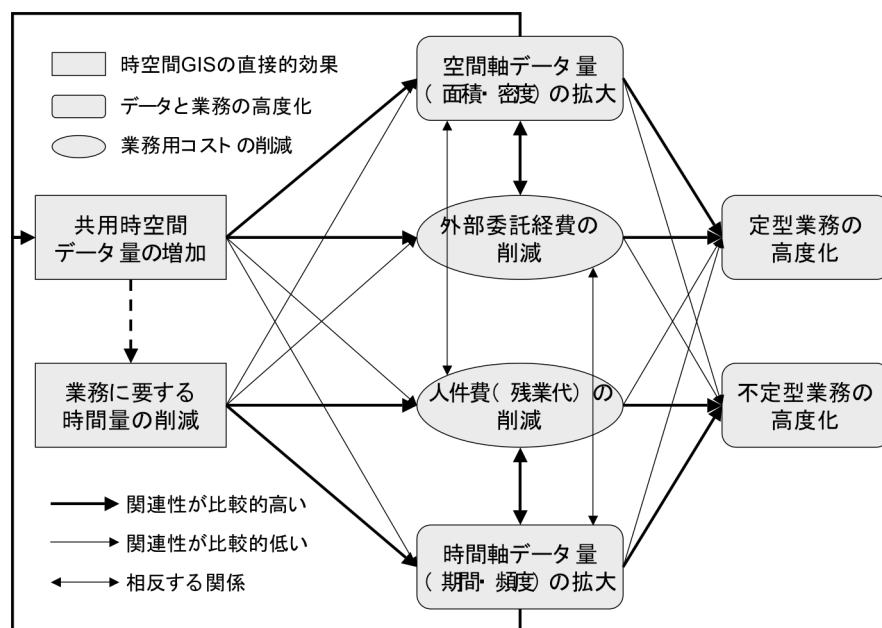 時空間GISの直接的効果
データと業務の高度化
業務用コストの削減
空間軸データ量
（面積・密度）の拡大
共用時空間
データ量の増加
外部委託経費の
削減
定型業務の
高度化
業務に要する
時間量の削減
人件費（残業代）の
削減
不定型業務の
高度化
関連性が比較的高い
関連性が比較的低い
相反する関係
時間軸データ量
（期間・頻度）の拡大